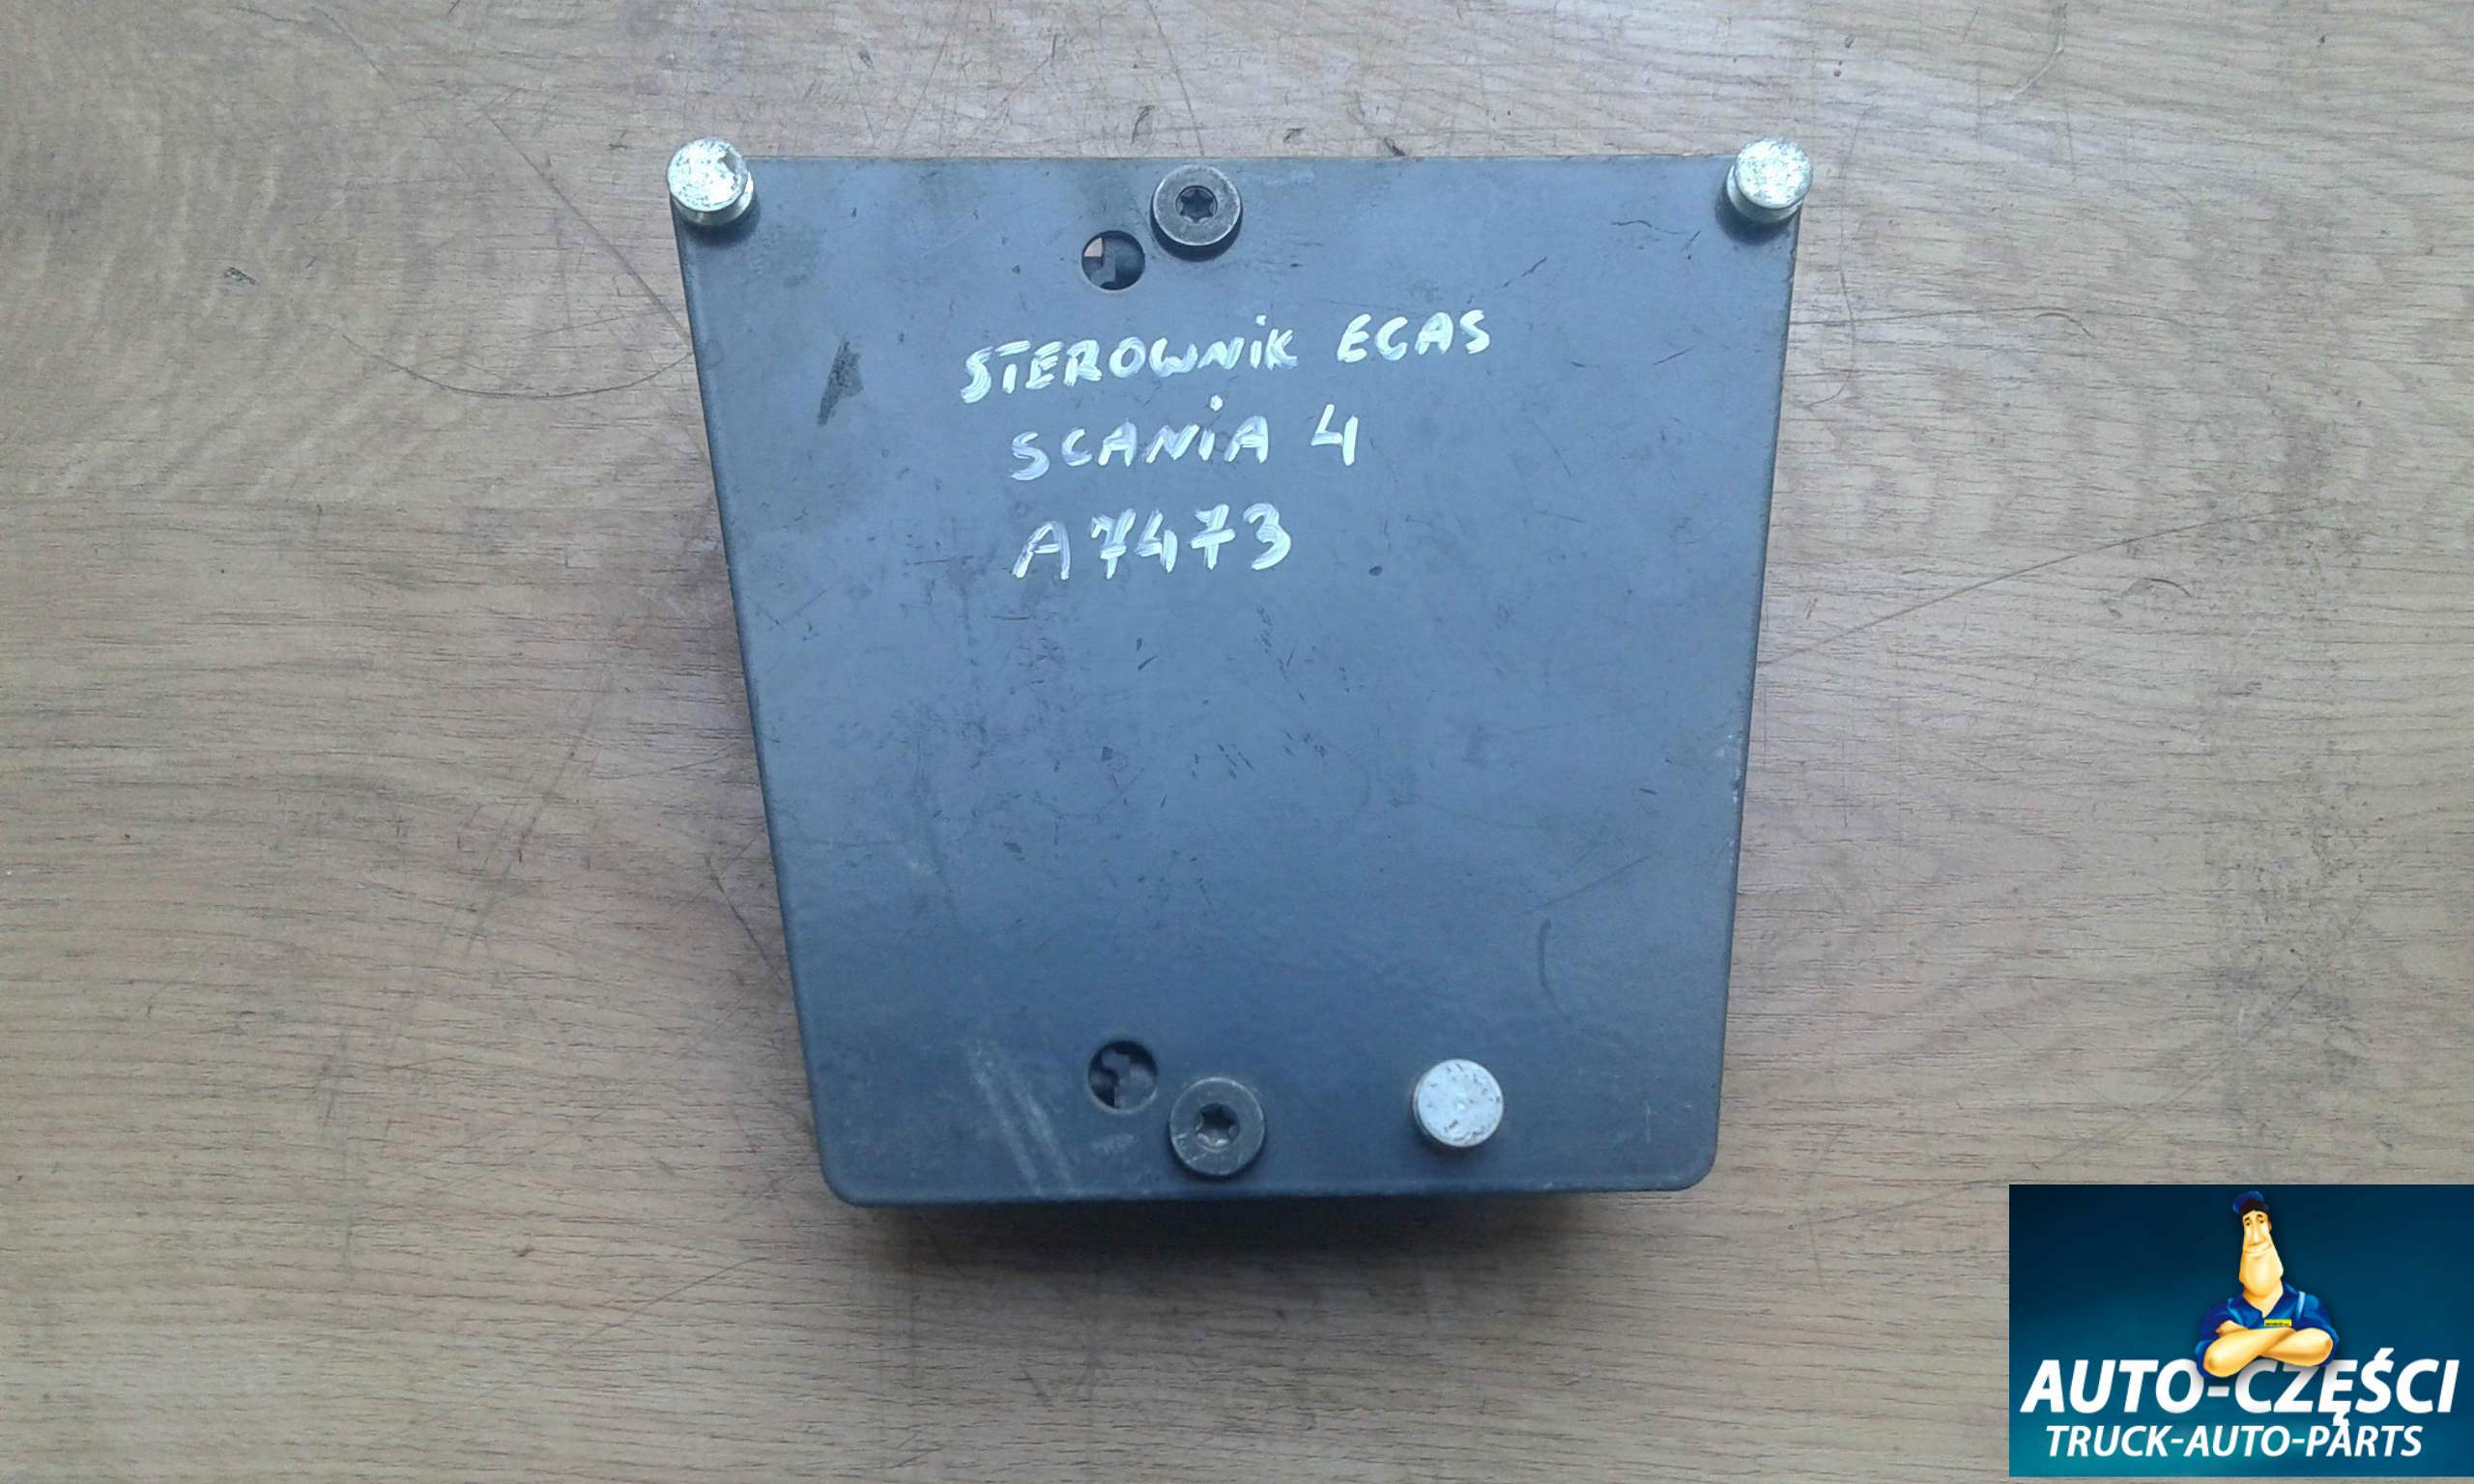 STEROWNiK ECAS
SCANiA 4
A7473
AUTO-CZĘŚCI
TRUCK-AUTO-PARTS